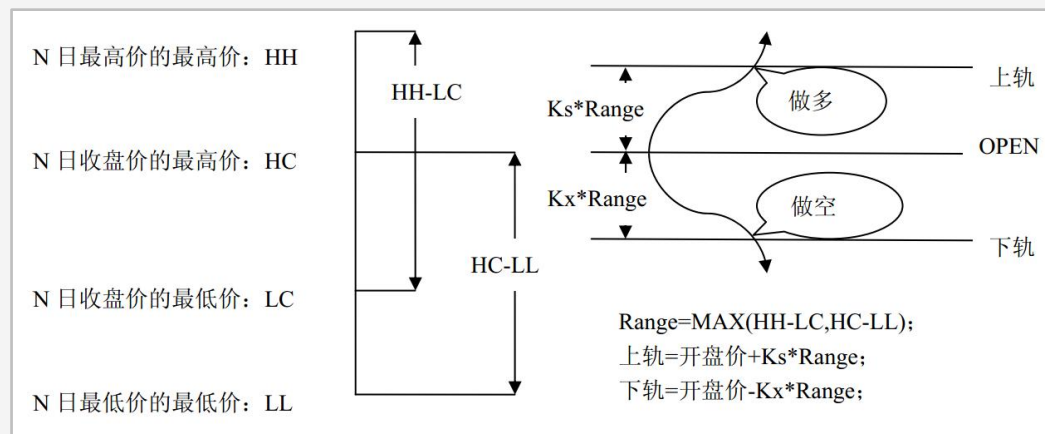 N 日最高价的最高价：HH
HH-LC
N 日收盘价的最高价：HC
HC-LL
N 日收盘价的最低价：LC
N 日最低价的最低价：LL
上轨
做多
Ks*Range
OPEN
Kx*Range
做空
下轨
Range=MAX(HH-LC,HC-LL);
上轨=开盘价+Ks*Range;
下轨=开盘价-Kx*Range;